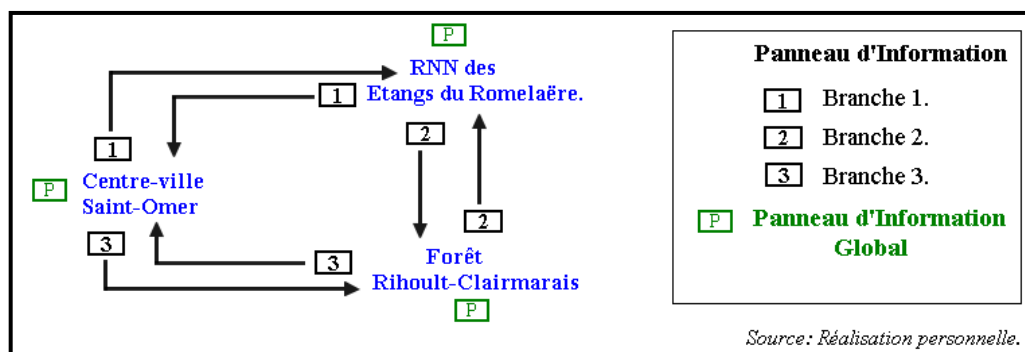 P
RNN des
Etangs du Romelaëre.
1
2
1
P
Centre-ville
Saint-Omer
3
2
3
Forêt
Rihoult-Clairmarais
P
Panneau d'Information
1 Branche 1.
2 Branche 2.
3 Branche 3.
P Panneau d'Information
Global
Source: Réalisation personnelle.